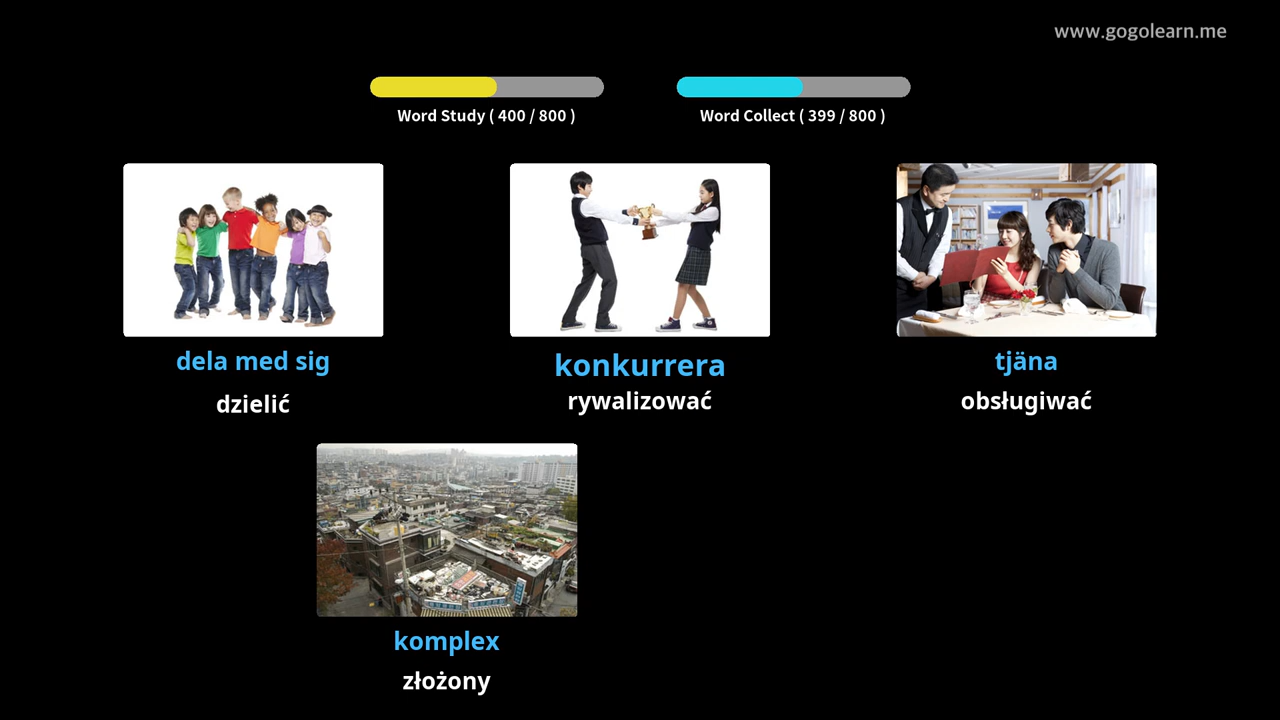 www.gogolearn.me
Word Study ( 400 / 800 )
Word Collect ( 399 / 800 )
dela med sig
dzielić
konkurrera
rywalizować
tjäna
obsługiwać
komplex
złożony